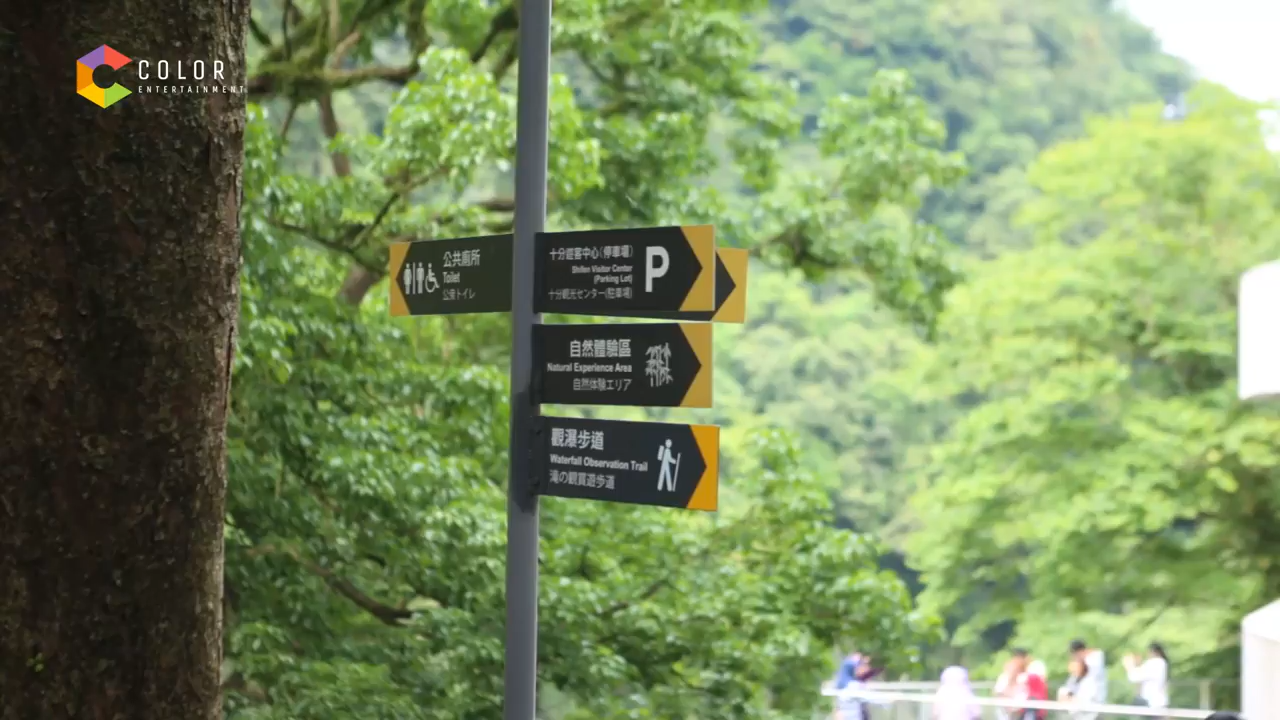 COLOR
ENTERTAINMENT
公共廁所
Toilet
公衆トイレ
十分遊客中心(停車場)
Shifen Visitor Center
(Parking Lot)
十分観光センター(駐車場)
P
自然體驗區
Natural Experience Area
自然体験エリア
觀瀑步道
Waterfall Observation Trail
滝の観賞遊歩道